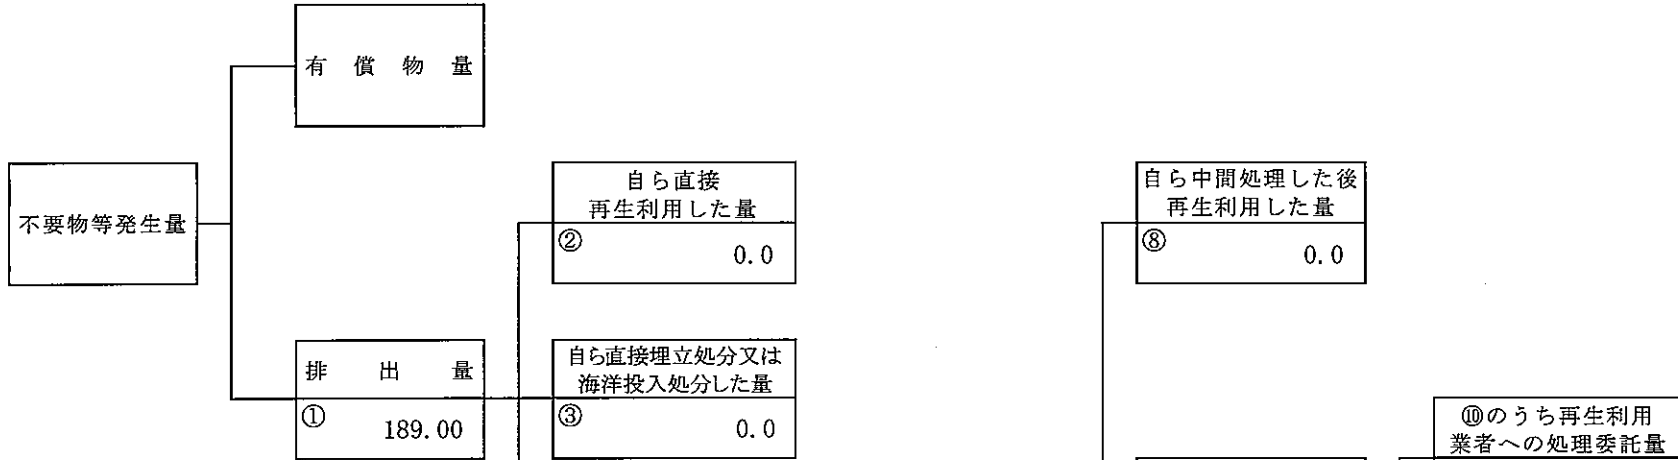 有償物量
不要物等発生量
自ら直接
再生利用した量
② 0.0
自ら中間処理した後
再生利用した量
⑧ 0.0
排出量
① 189.00
自ら直接埋立処分又は
海洋投入処分した量
③ 0.0
⑩のうち再生利用
業者への処理委託量